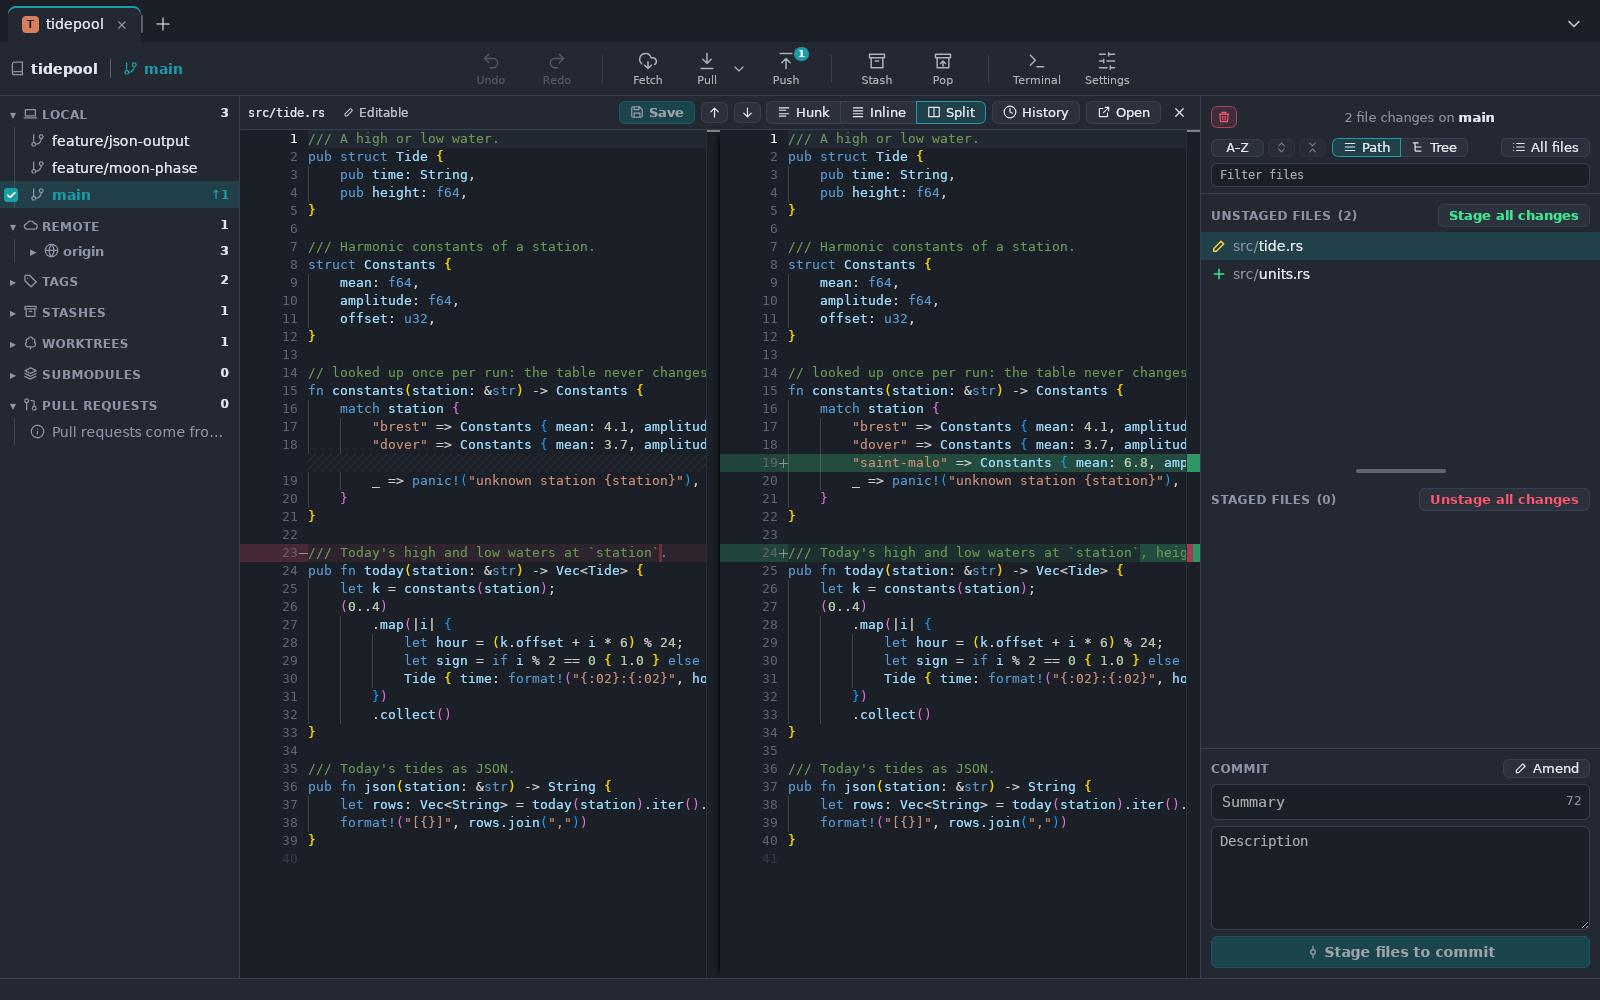 T tidepool
tidepool main
Undo Redo Fetch Pull Push 1 Stash Pop Terminal Settings
LOCAL 3
feature/json-output
feature/moon-phase
main ↑1
REMOTE 1
origin 3
TAGS 2
STASHES 1
WORKTREES 1
SUBMODULES 0
PULL REQUESTS 0
Pull requests come fro...
src/tide.rs Editable Save Hunk Inline Split History Open
1 /// A high or low water.
2 pub struct Tide {
3 pub time: String,
4 pub height: f64,
5 }
6
7 /// Harmonic constants of a station.
8 struct Constants {
9 mean: f64,
10 amplitude: f64,
11 offset: u32,
12 }
13
14 // looked up once per run: the table never changes
15 fn constants(station: &str) -> Constants {
16 match station {
17 "brest" => Constants { mean: 4.1, amplitud
18 "dover" => Constants { mean: 3.7, amplitud
19 _ => panic!("unknown station {station}"),
20 }
21 }
22
23 — /// Today's high and low waters at `station`.
24 pub fn today(station: &str) -> Vec<Tide> {
25 let k = constants(station);
26 (0..4)
27 .map(|i| {
28 let hour = (k.offset + i * 6) % 24;
29 let sign = if i % 2 == 0 { 1.0 } else
30 Tide { time: format!("{:02}:{:02}", ho
31 })
32 .collect()
33 }
34
35 /// Today's tides as JSON.
36 pub fn json(station: &str) -> String {
37 let rows: Vec<String> = today(station).iter().
38 format!("[{}]", rows.join(","))
39 }
40
1 /// A high or low water.
2 pub struct Tide {
3 pub time: String,
4 pub height: f64,
5 }
6
7 /// Harmonic constants of a station.
8 struct Constants {
9 mean: f64,
10 amplitude: f64,
11 offset: u32,
12 }
13
14 // looked up once per run: the table never changes
15 fn constants(station: &str) -> Constants {
16 match station {
17 "brest" => Constants { mean: 4.1, amplitud
18 "dover" => Constants { mean: 3.7, amplitud
19 + "saint-malo" => Constants { mean: 6.8, amp
20 _ => panic!("unknown station {station}"),
21 }
22 }
23
24 + /// Today's high and low waters at `station`, heig
25 pub fn today(station: &str) -> Vec<Tide> {
26 let k = constants(station);
27 (0..4)
28 .map(|i| {
29 let hour = (k.offset + i * 6) % 24;
30 let sign = if i % 2 == 0 { 1.0 } else
31 Tide { time: format!("{:02}:{:02}", ho
32 })
33 .collect()
34 }
35
36 /// Today's tides as JSON.
37 pub fn json(station: &str) -> String {
38 let rows: Vec<String> = today(station).iter().
39 format!("[{}]", rows.join(","))
40 }
41
2 file changes on main
A–Z Path Tree All files
Filter files
UNSTAGED FILES (2) Stage all changes
src/tide.rs
src/units.rs
STAGED FILES (0) Unstage all changes
COMMIT Amend
Summary 72
Description
Stage files to commit